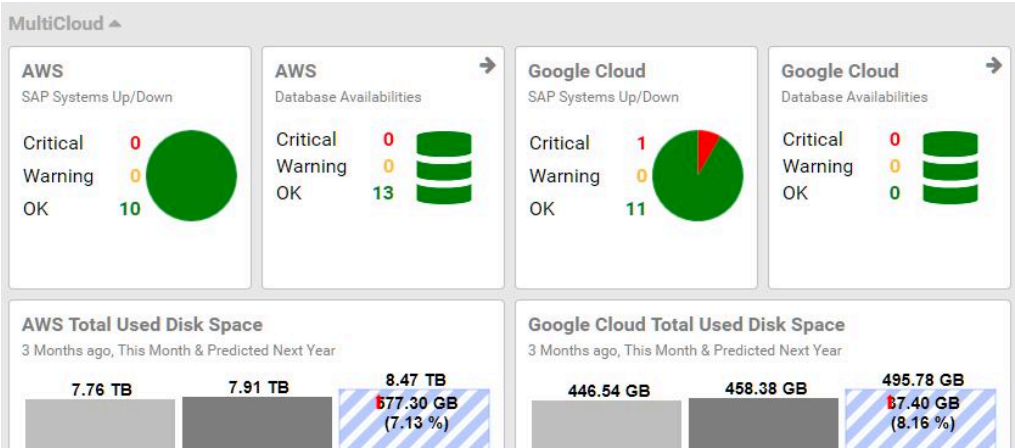 MultiCloud
AWS
SAP Systems Up/Down
Critical 0
Warning 0
OK 10
AWS
Database Availabilities
Critical 0
Warning 0
OK 13
Google Cloud
SAP Systems Up/Down
Critical 1
Warning 0
OK 11
Google Cloud
Database Availabilities
Critical 0
Warning 0
OK 0
AWS Total Used Disk Space
3 Months ago, This Month & Predicted Next Year
7.76 TB
7.91 TB
8.47 TB
577.30 GB
(7.13 %)
Google Cloud Total Used Disk Space
3 Months ago, This Month & Predicted Next Year
446.54 GB
458.38 GB
495.78 GB
37.40 GB
(8.16 %)